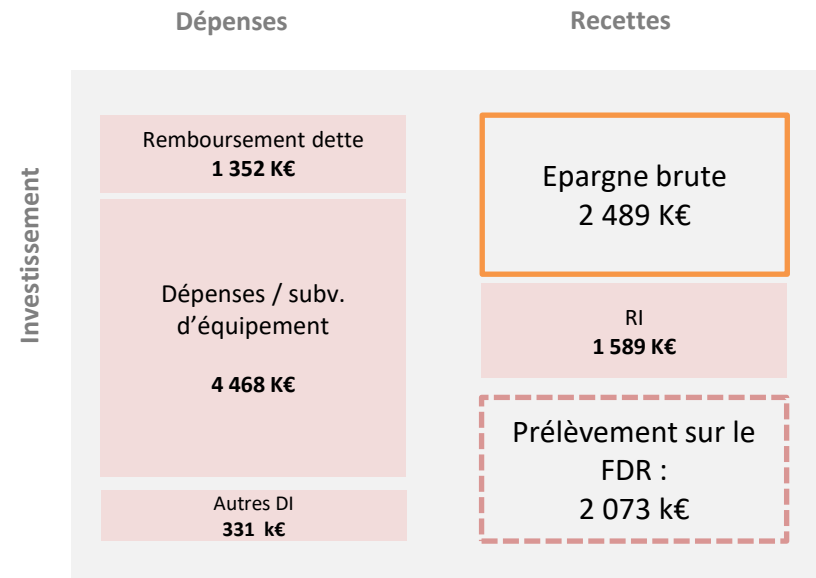 Dépenses
Recettes
Investissement
Remboursement dette
1 352 K€
Dépenses / subv.
d’équipement
4 468 K€
Autres DI
331 k€
Epargne brute
2 489 K€
RI
1 589 K€
Prélèvement sur le
FDR :
2 073 k€